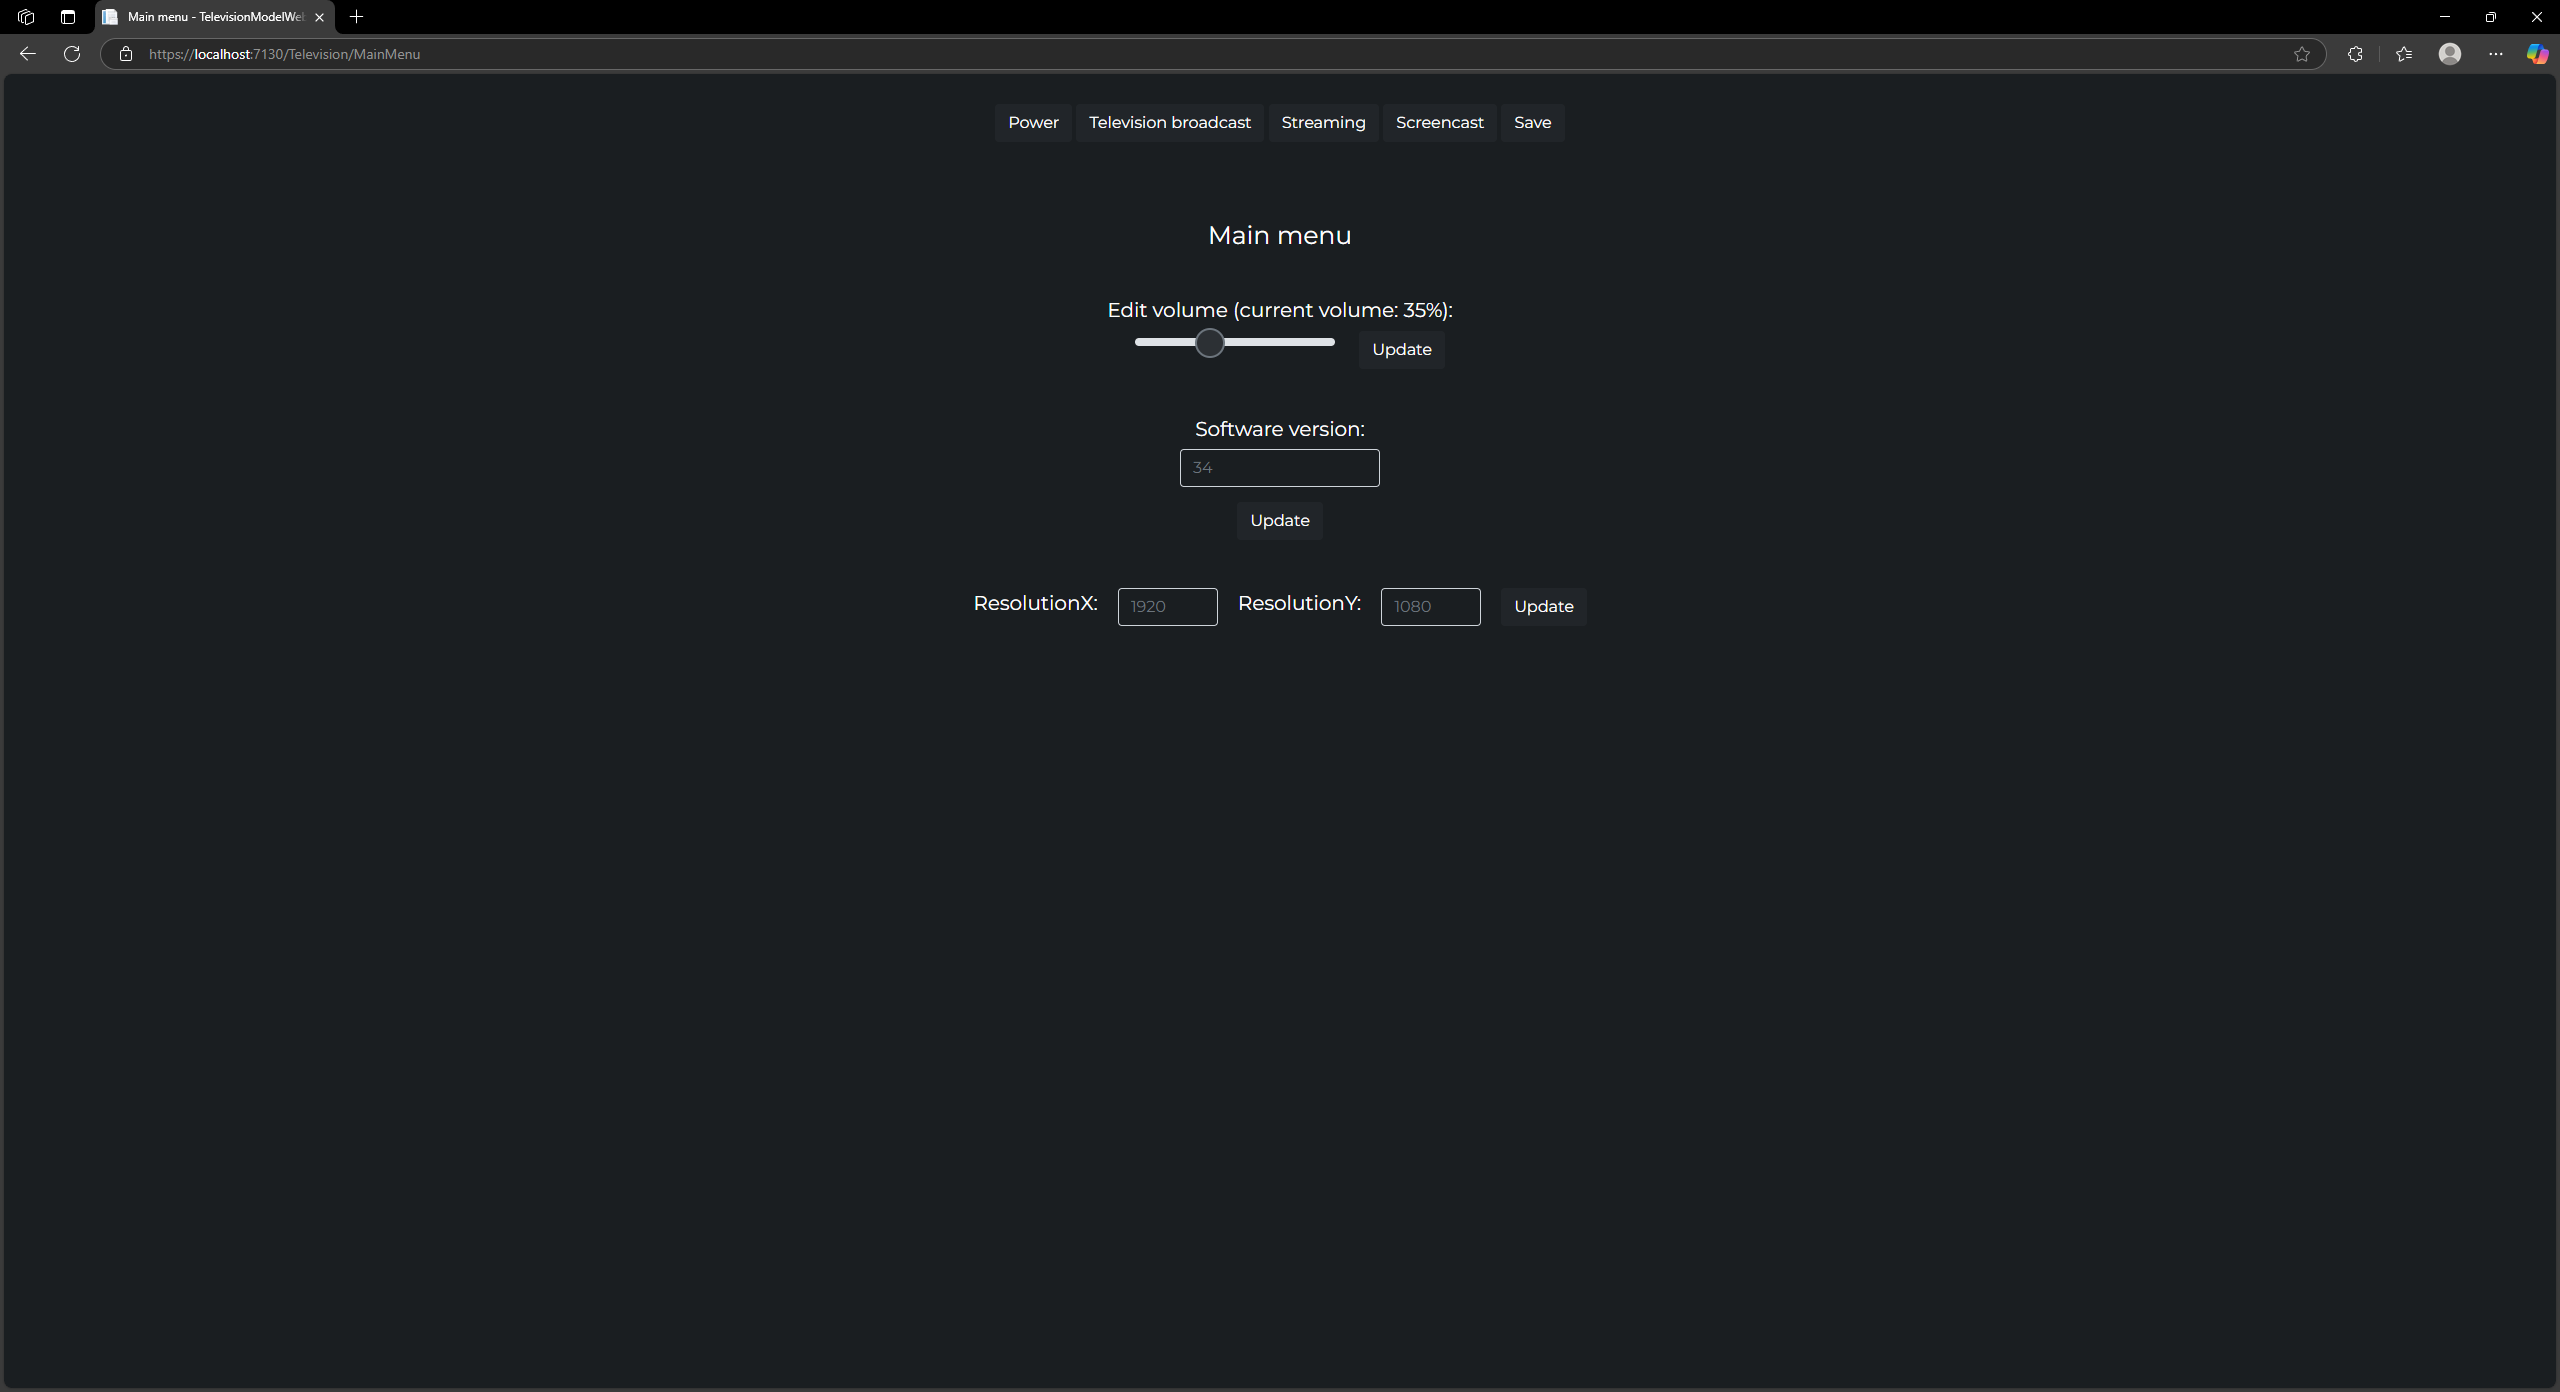 Main menu - TelevisionModelWe
https://localhost:7130/Television/MainMenu
Power Television broadcast Streaming Screencast Save
Main menu
Edit volume (current volume: 35%):
Update
Software version:
34
Update
ResolutionX: 1920 ResolutionY: 1080 Update